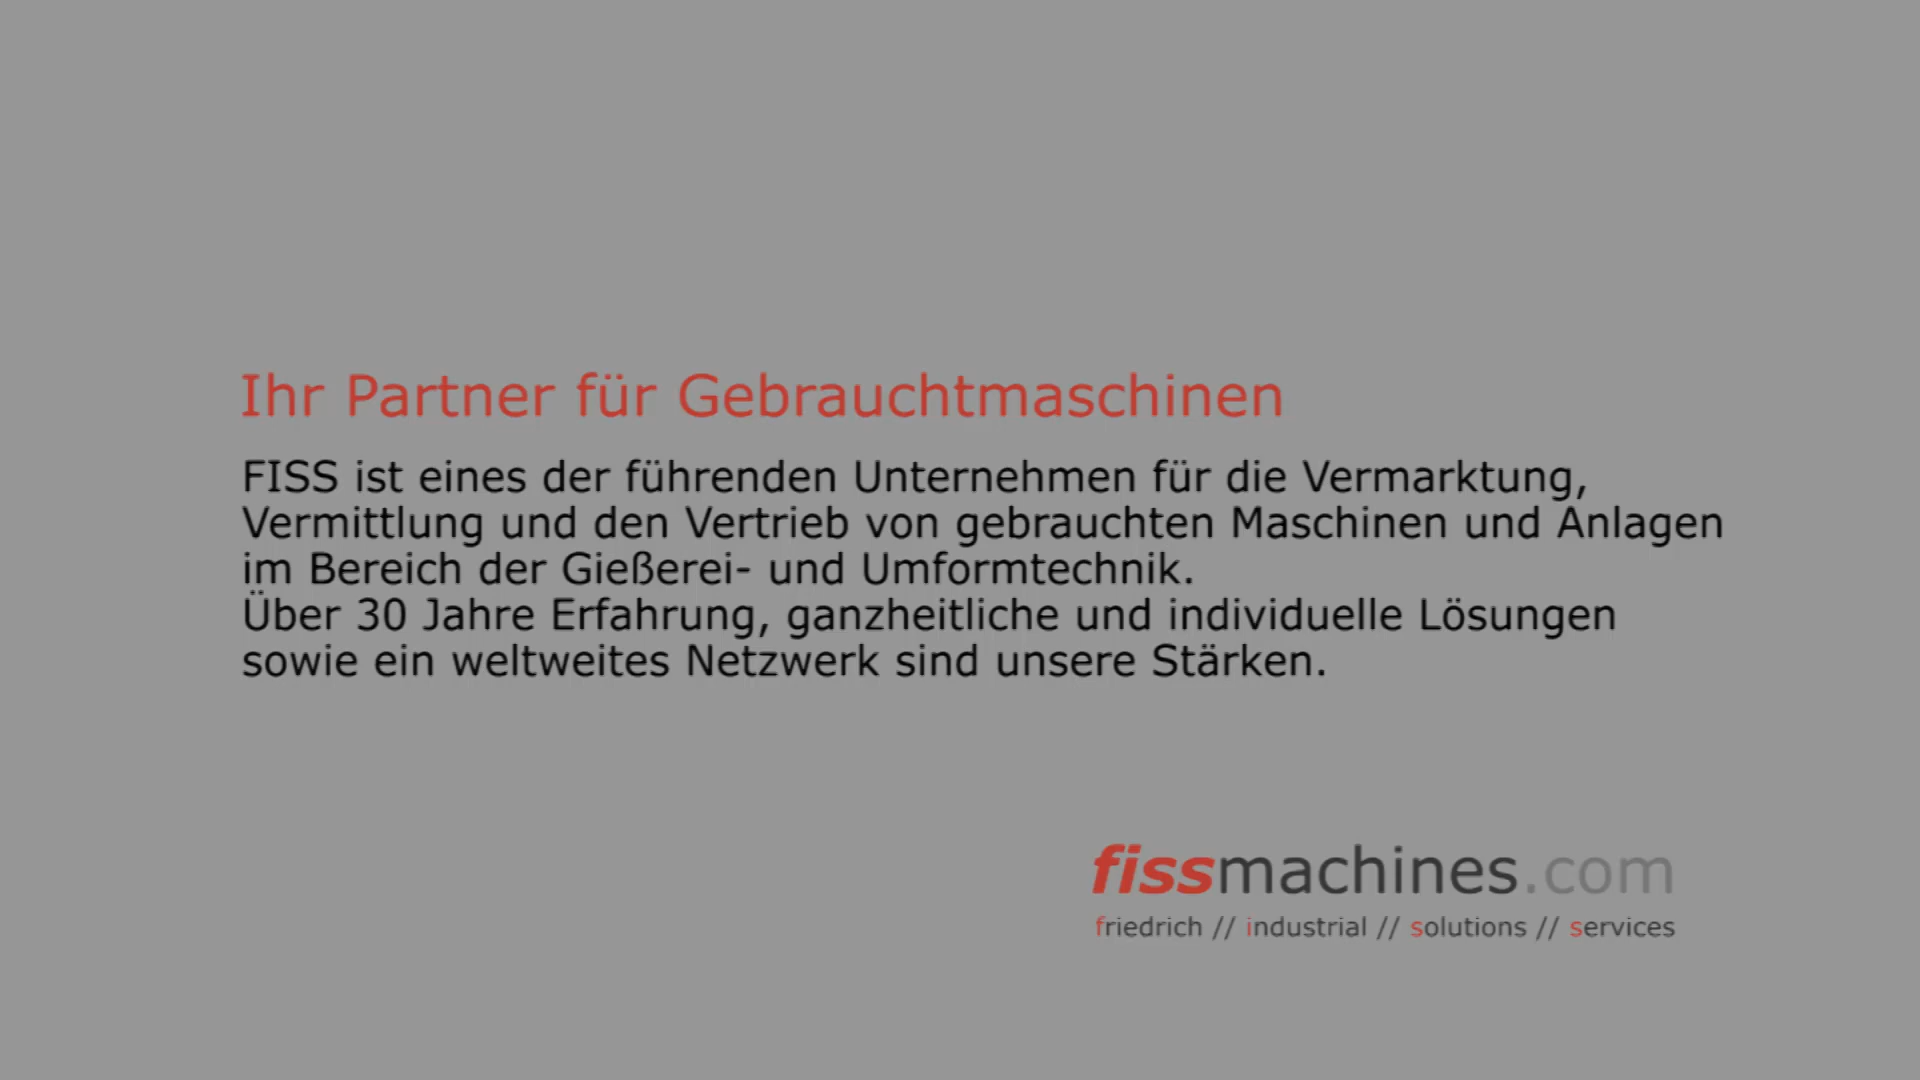 Ihr Partner für Gebrauchtmaschinen
FISS ist eines der führenden Unternehmen für die Vermarktung,
Vermittlung und den Vertrieb von gebrauchten Maschinen und Anlagen
im Bereich der Gießerei- und Umformtechnik.
Über 30 Jahre Erfahrung, ganzheitliche und individuelle Lösungen
sowie ein weltweites Netzwerk sind unsere Stärken.
fissmachines.com
friedrich // industrial // solutions // services